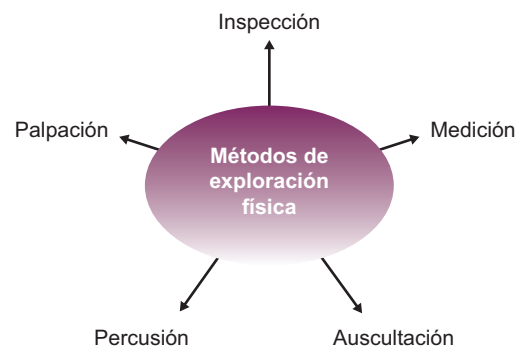 Inspección
Palpación
Medición
Métodos de
exploración
física
Percusión
Auscultación